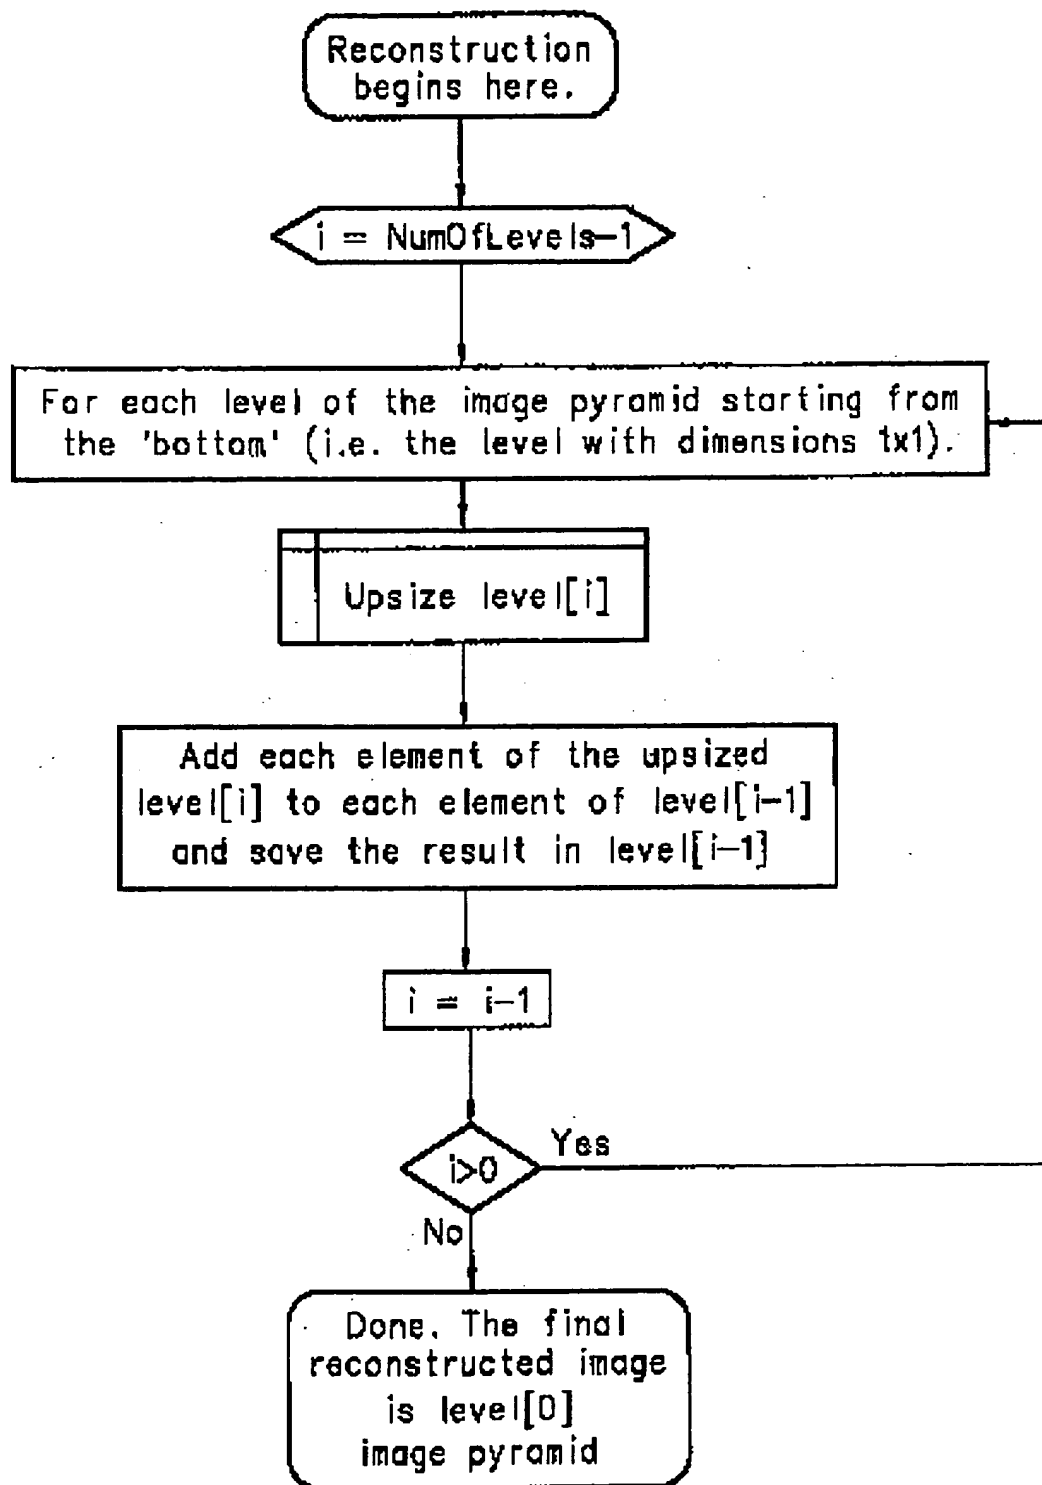 Reconstruction
begins here.
i = NumOfLevels-1
For each level of the image pyramid starting from
the 'bottom' (i.e. the level with dimensions 1x1).
Upsize level[i]
Add each element of the upsized
level[i] to each element of level[i-1]
and save the result in level[i-1]
i = i-1
i>0
Yes
No
Done. The final
reconstructed image
is level[0]
image pyramid